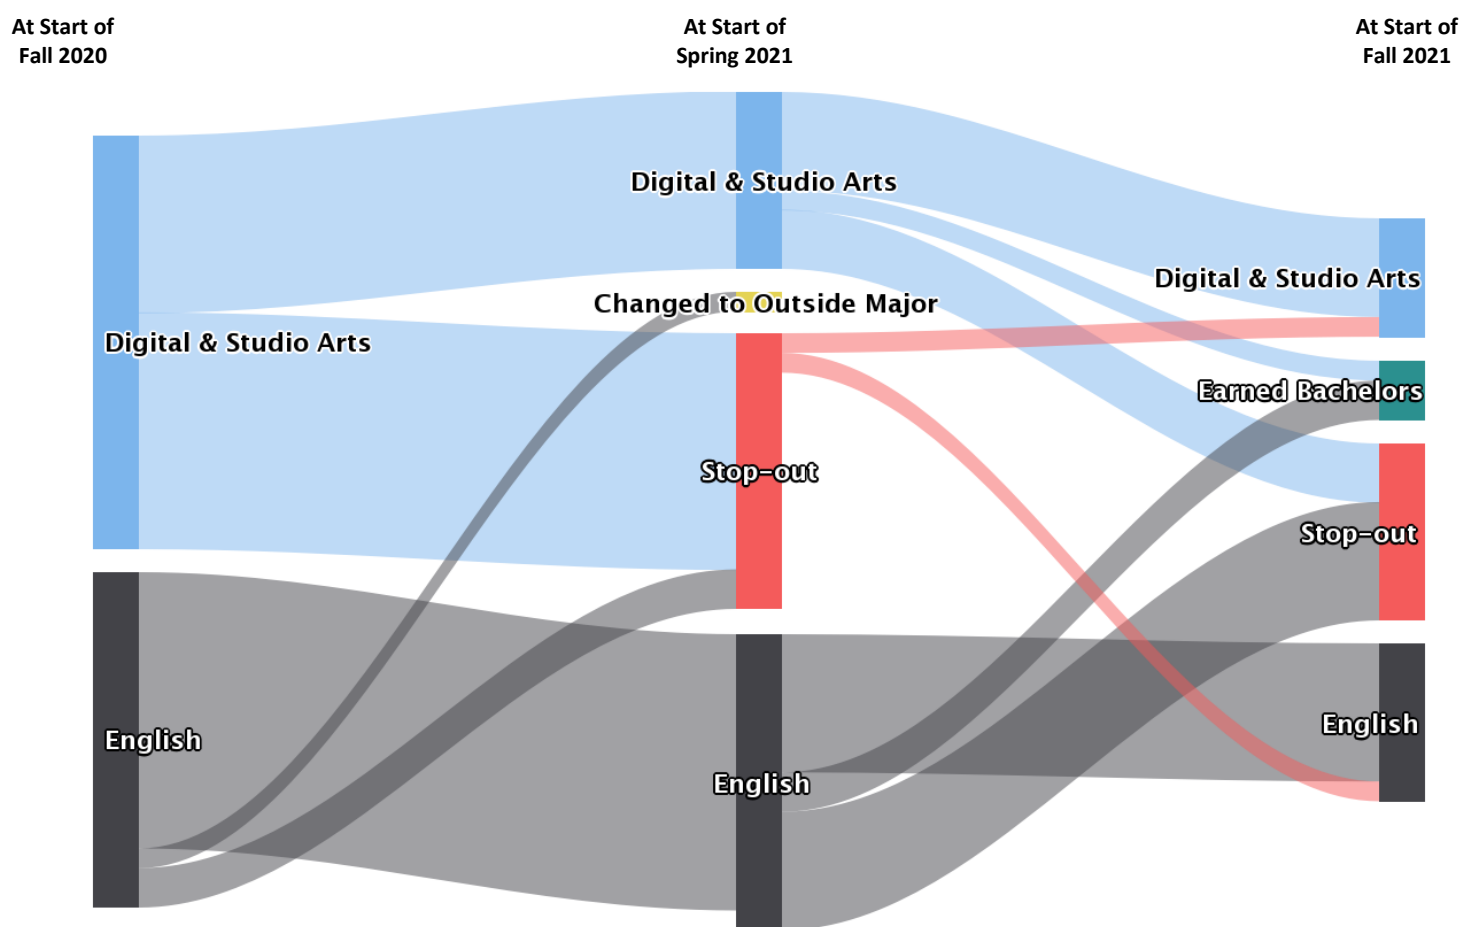 At Start of
Fall 2020
At Start of
Spring 2021
At Start of
Fall 2021
Digital & Studio Arts
Digital & Studio Arts
Changed to Outside Major
Digital & Studio Arts
Earned Bachelors
Stop-out
Stop-out
English
English
English